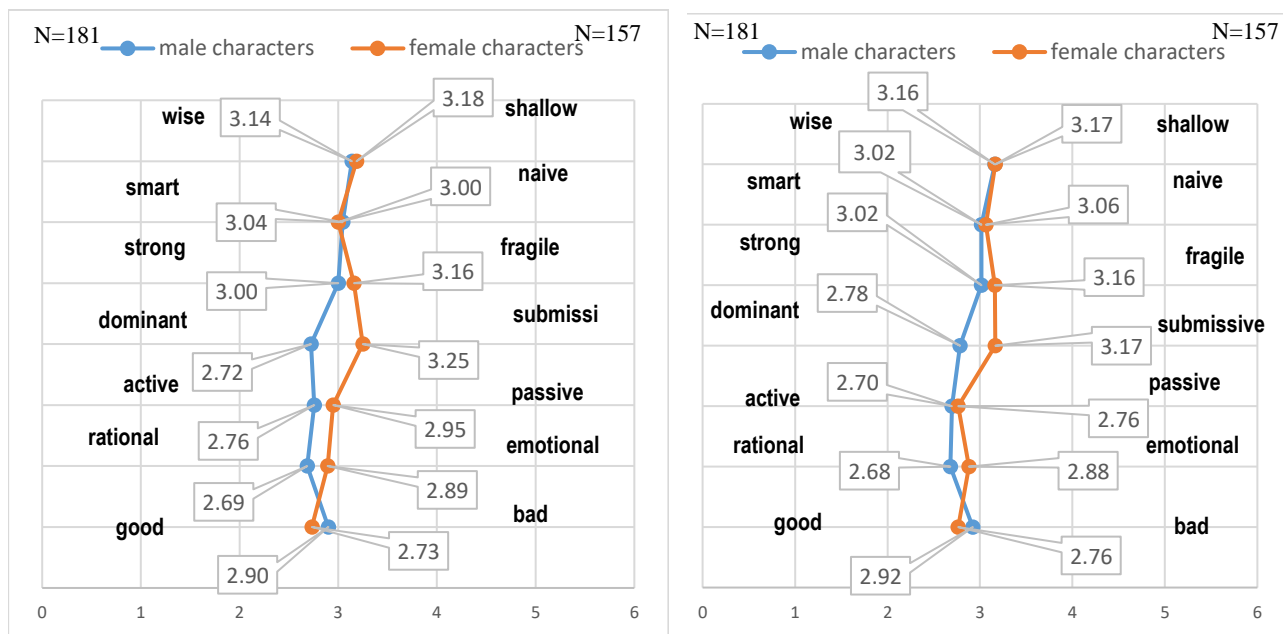 N=181 N=157
male characters female characters
wise 3.14 3.18 shallow
smart 3.04 3.00 naive
strong 3.00 3.16 fragile
dominant 2.72 3.25 submissi
active 2.76 2.95 passive
rational 2.69 2.89 emotional
good 2.90 2.73 bad
0 1 2 3 4 5 6
N=181 N=157
male characters female characters
wise 3.16 3.17 shallow
smart 3.02 3.06 naive
strong 3.02 3.16 fragile
dominant 2.78 3.17 submissive
active 2.70 2.76 passive
rational 2.68 2.88 emotional
good 2.92 2.76 bad
0 1 2 3 4 5 6